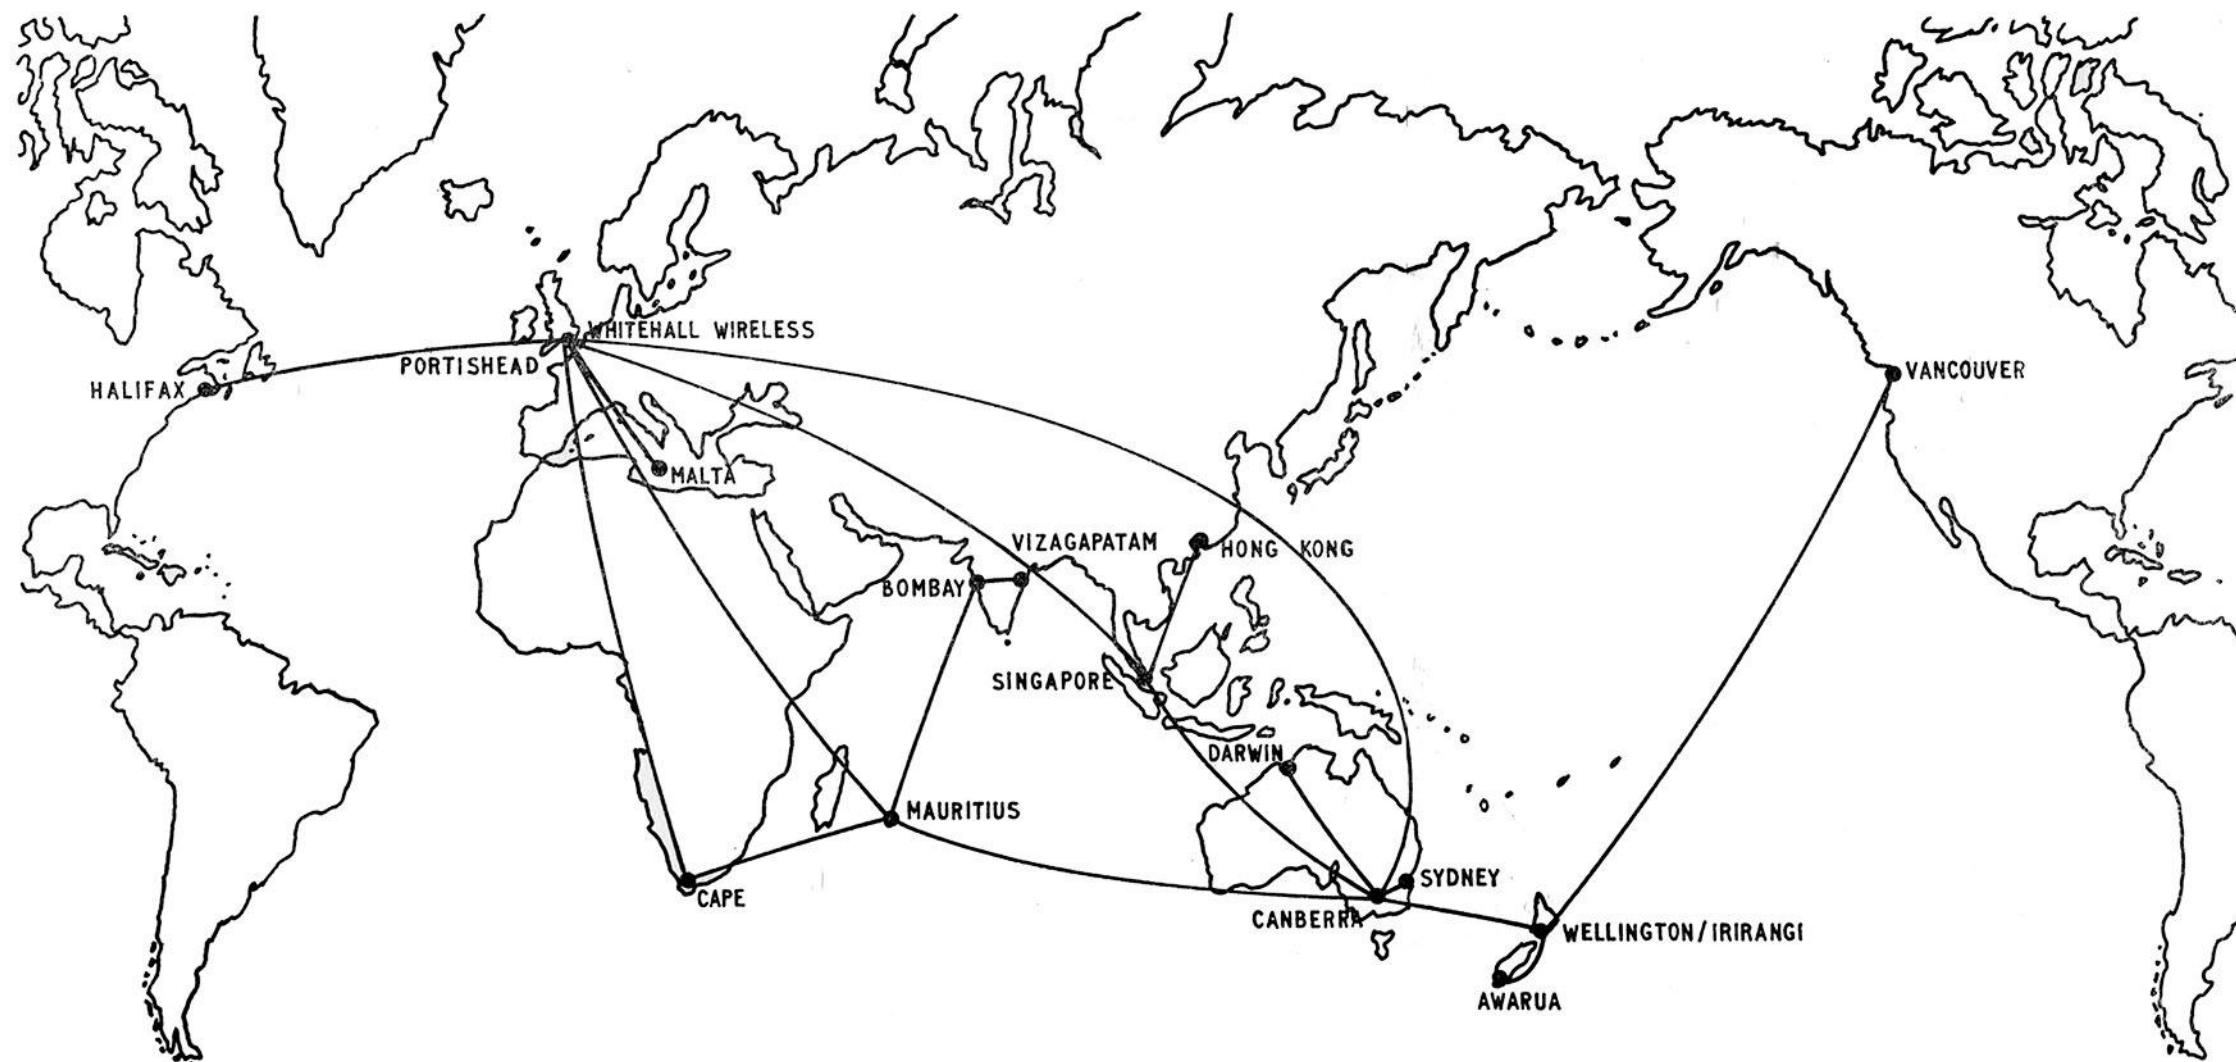 WHITEHALL WIRELESS
PORTISHEAD
HALIFAX
VANCOUVER
MALTA
VIZAGAPATAM
HONG KONG
BOMBAY
SINGAPORE
DARWIN
MAURITIUS
SYDNEY
CAPE
CANBERRA
WELLINGTON/IRIRANGI
AWARUA